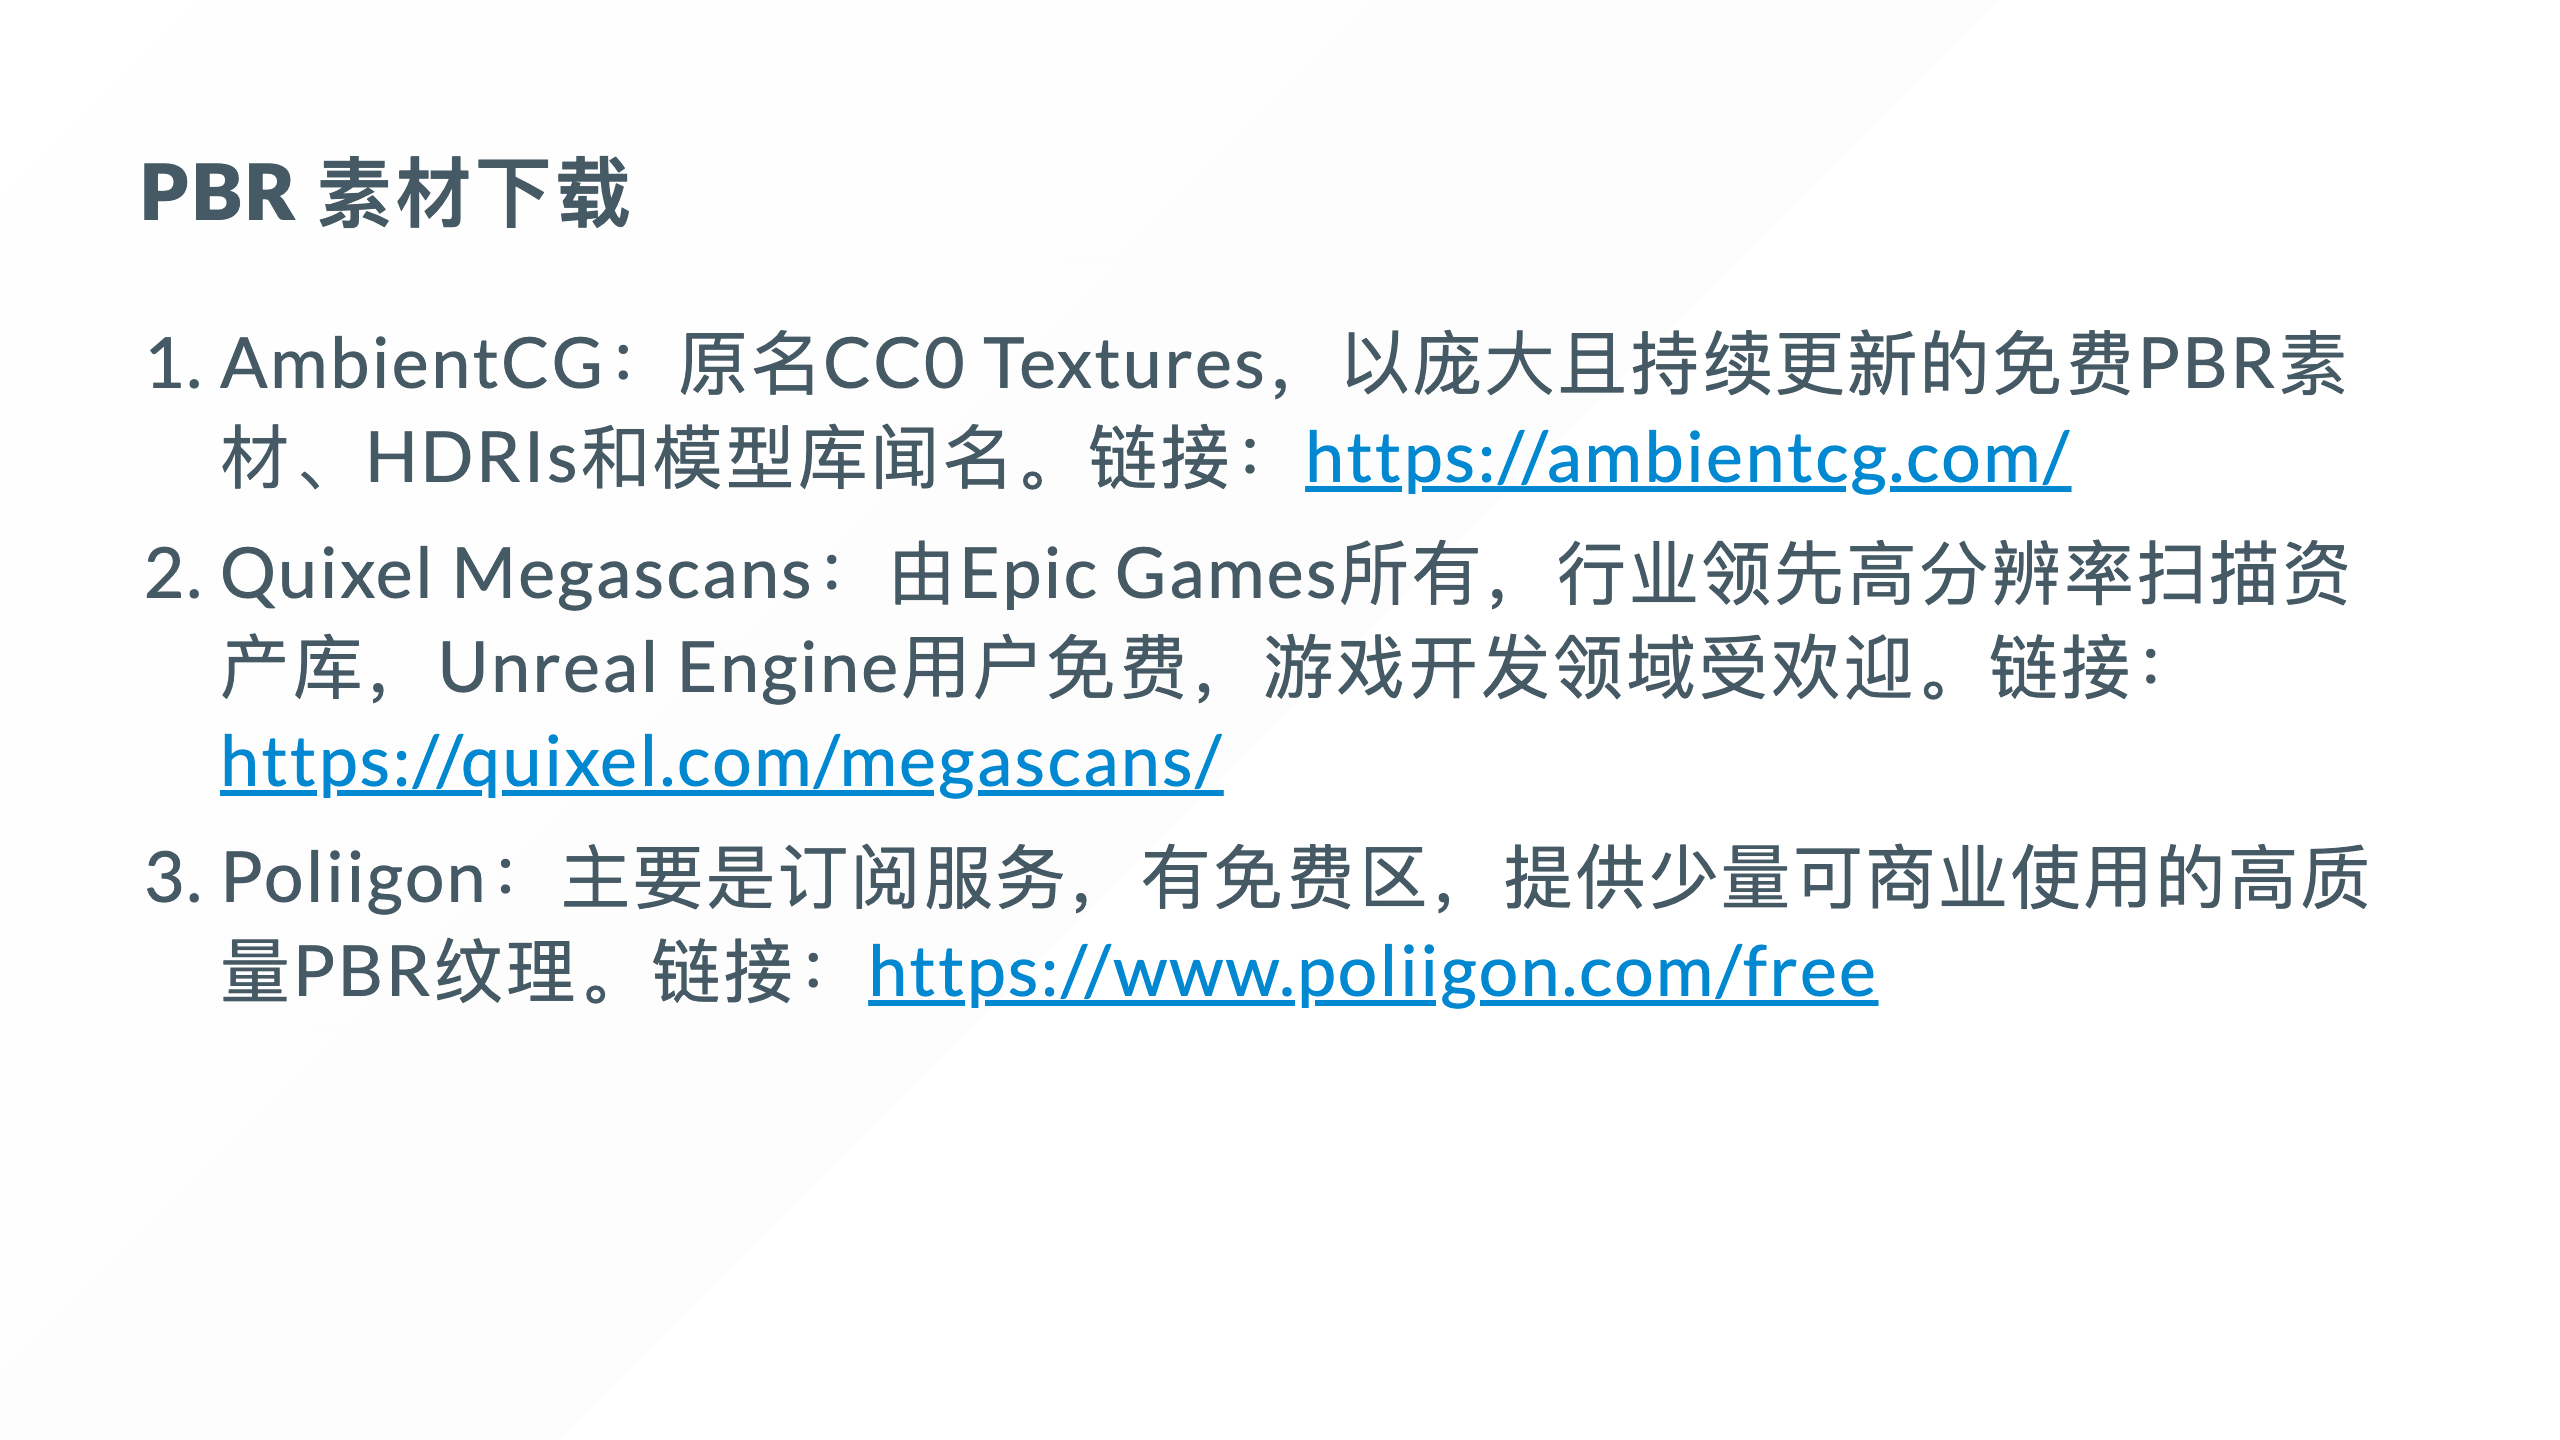 PBR 素材下载
1. AmbientCG：原名CC0 Textures，以庞大且持续更新的免费PBR素
材、HDRIs和模型库闻名。链接：https://ambientcg.com/
2. Quixel Megascans：由Epic Games所有，行业领先高分辨率扫描资
产库，Unreal Engine用户免费，游戏开发领域受欢迎。链接：
https://quixel.com/megascans/
3. Poliigon：主要是订阅服务，有免费区，提供少量可商业使用的高质
量PBR纹理。链接：https://www.poliigon.com/free